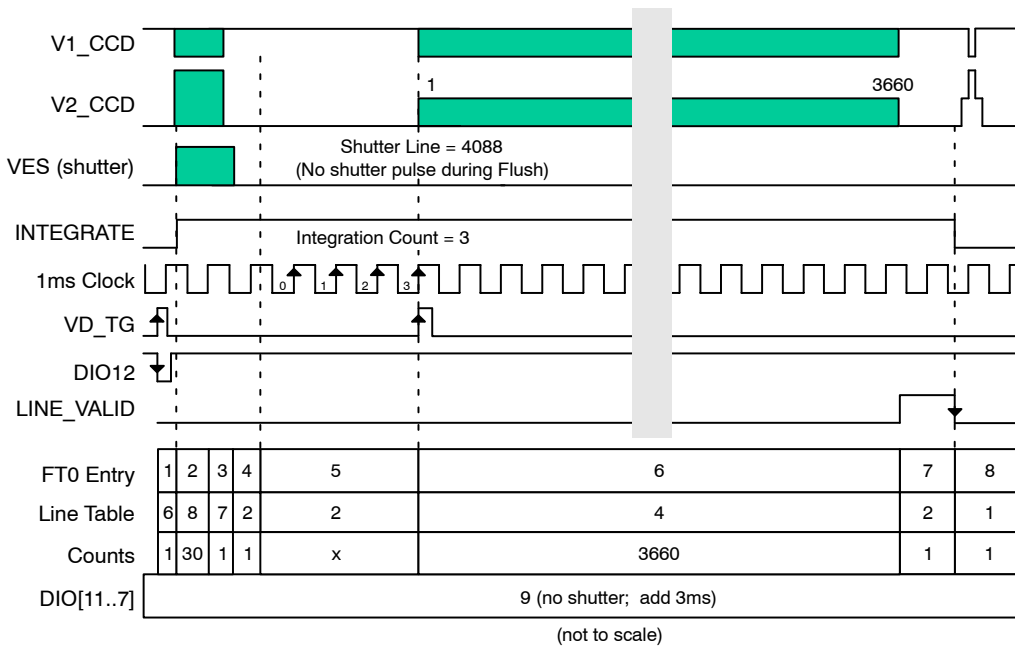 V1_CCD
1 3660
V2_CCD
Shutter Line = 4088
VES (shutter)
(No shutter pulse during Flush)
INTEGRATE
Integration Count = 3
1ms Clock
0 1 2 3
VD_TG
DIO12
LINE_VALID
FT0 Entry 1 2 3 4 5 6 7 8
Line Table 6 8 7 2 2 4 2 1
Counts 1 30 1 1 x 3660 1 1
DIO[11..7] 9 (no shutter; add 3ms)
(not to scale)